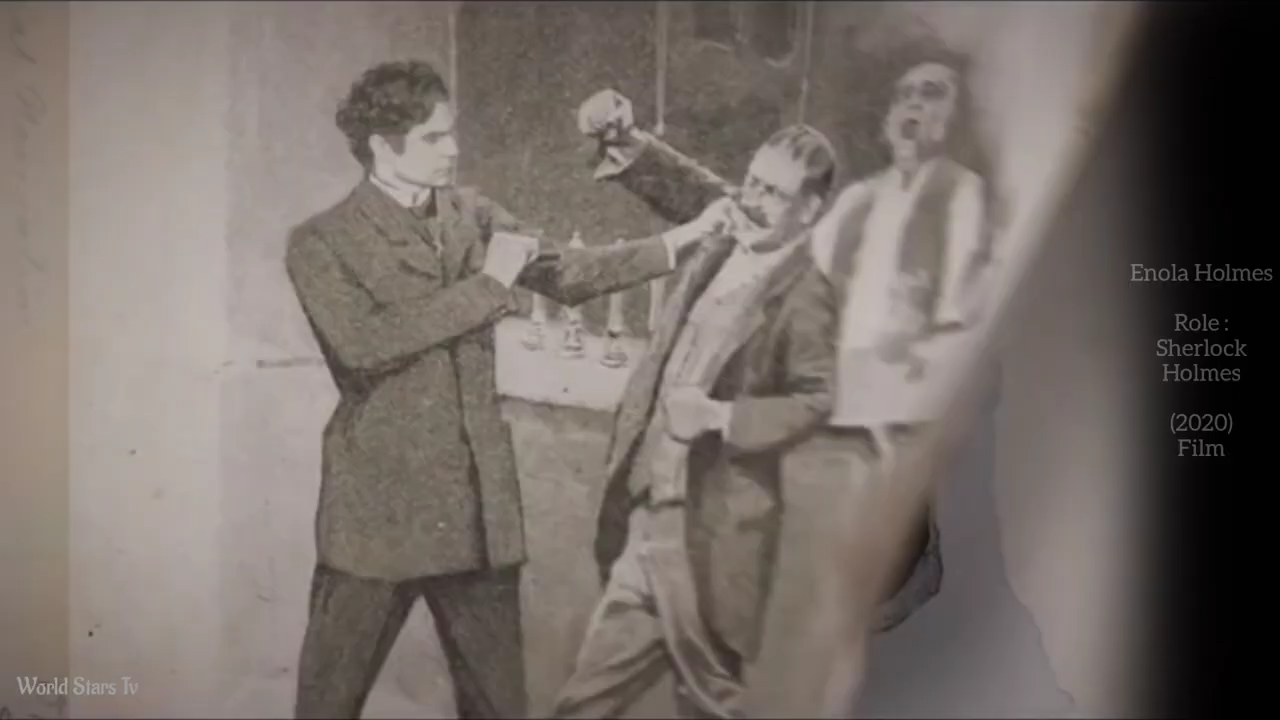 Enola Holmes
Role :
Sherlock
Holmes
(2020)
Film
World Stars Tv